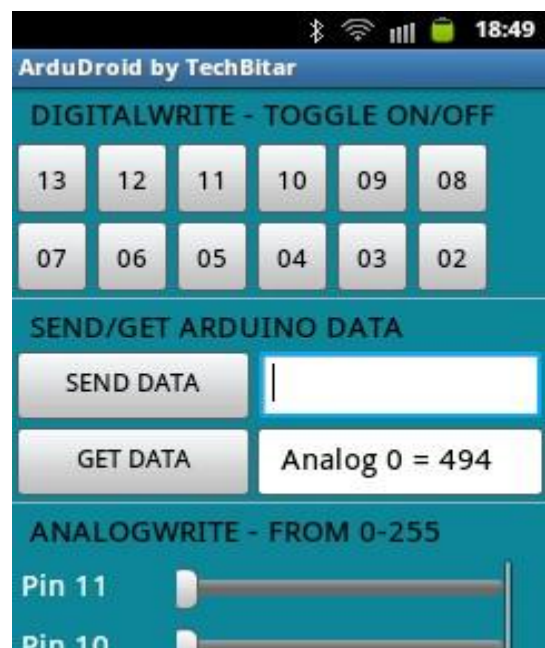 18:49
ArduDroid by TechBitar
DIGITALWRITE - TOGGLE ON/OFF
13 12 11 10 09 08
07 06 05 04 03 02
SEND/GET ARDUINO DATA
SEND DATA
GET DATA Analog 0 = 494
ANALOGWRITE - FROM 0-255
Pin 11
Pin 10